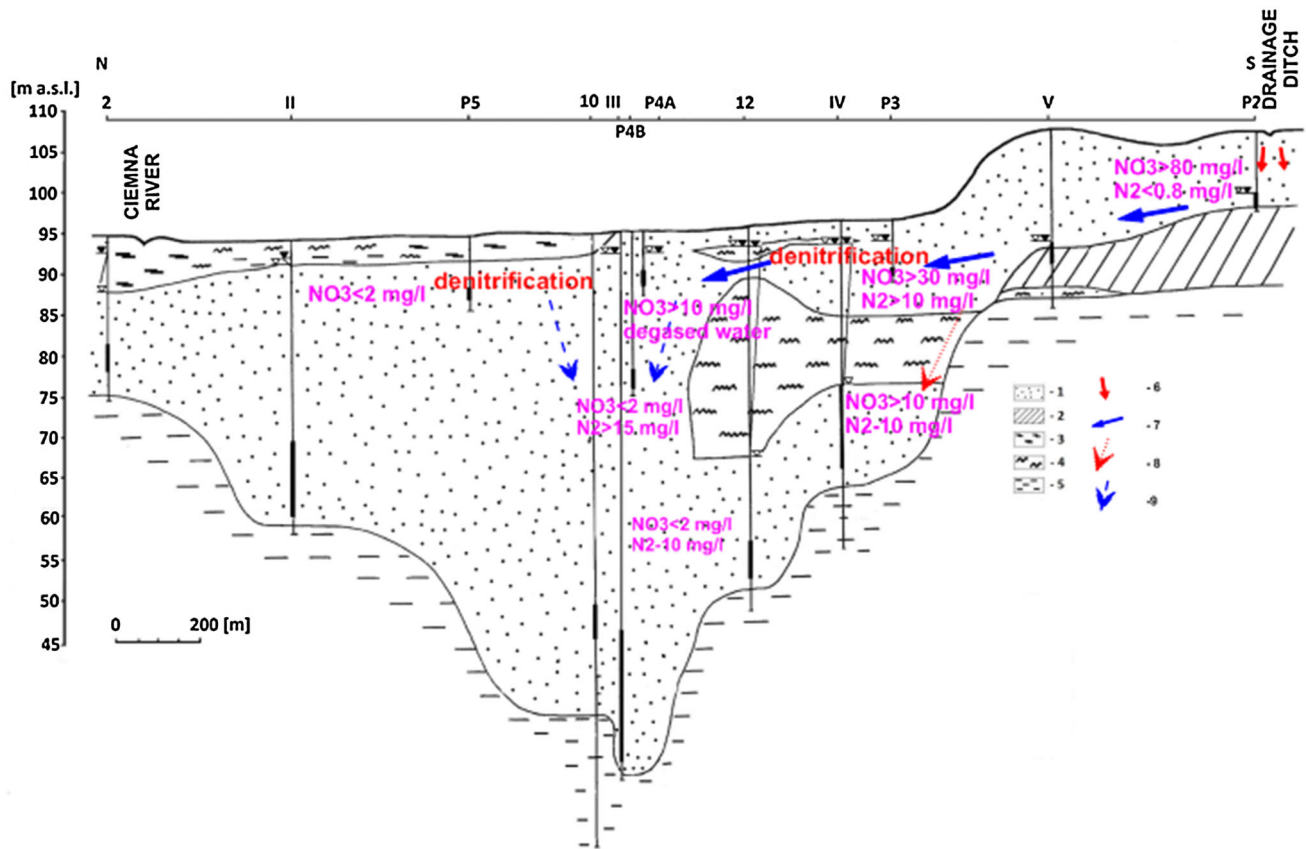 N
S
DRAINAGE
DITCH
[m a.s.l.]
2
II
P5
10
III
P4A
12
IV
P3
V
P2
P4B
110
105
100
95
90
85
80
75
70
65
60
55
50
45
CIEMNA
RIVER
NO3>80 mg/l
N2<0.8 mg/l
denitrification
NO3>30 mg/l
N2>10 mg/l
denitrification
NO3<2 mg/l
NO3>10 mg/l
degased wafer
NO3<2 mg/l
N2>15 mg/l
NO3>10 mg/l
N2-10 mg/l
NO3<2 mg/l
N2-10 mg/l
0 200 [m]
- 1
- 2
- 3
- 4
- 5
-6
-7
- 8
-9